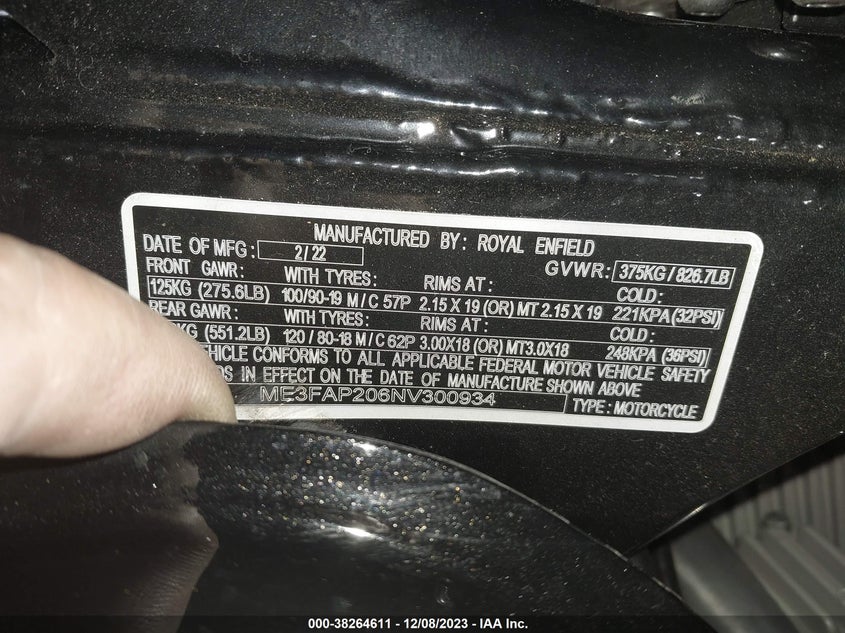 MANUFACTURED BY: ROYAL ENFIELD
DATE OF MFG: 2/22 GVWR: 375KG / 826.7LB
FRONT GAWR: WITH TYRES: RIMS AT: COLD:
125KG (275.6LB) 100/90-19 M/C 57P 2.15 X 19 (OR) MT 2.15 X 19 221KPA (32PSI)
REAR GAWR: WITH TYRES: RIMS AT: COLD:
KG (551.2LB) 120/80-18 M/C 62P 3.00X18 (OR) MT3.0X18 248KPA (36PSI)
VEHICLE CONFORMS TO ALL APPLICABLE FEDERAL MOTOR VEHICLE SAFETY
IN EFFECT ON THE DATE OF MANUFACTURE SHOWN ABOVE
ME3FAP206NV300934 TYPE: MOTORCYCLE
000-38264611 - 12/08/2023 - IAA Inc.